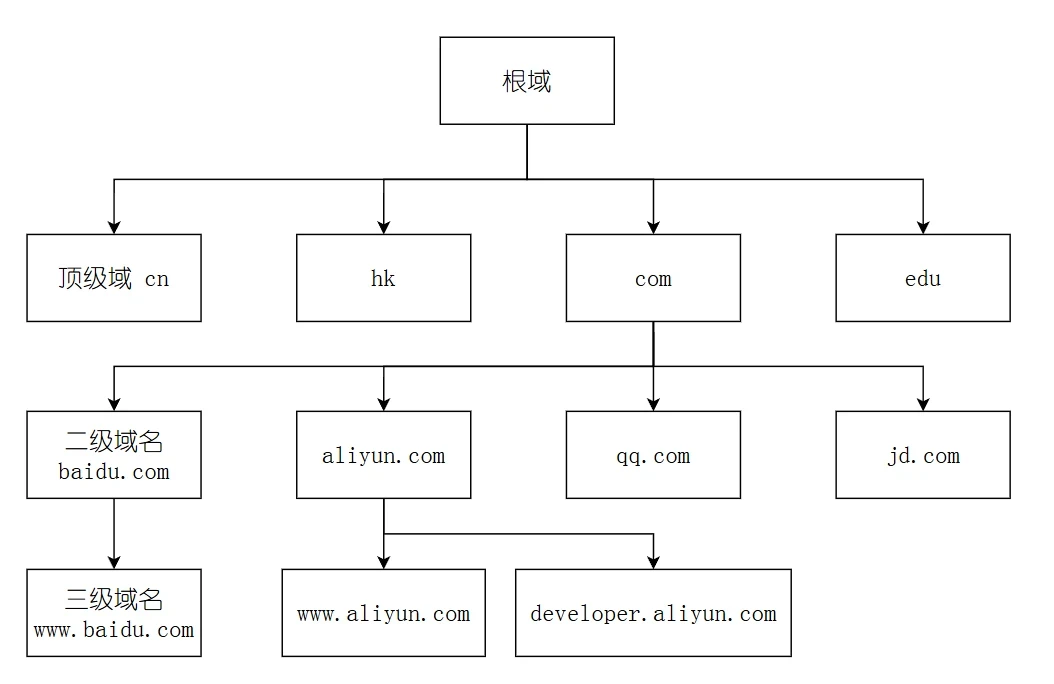 根域
顶级域 cn
hk
com
edu
二级域名
baidu.com
aliyun.com
qq.com
jd.com
三级域名
www.baidu.com
www.aliyun.com
developer.aliyun.com